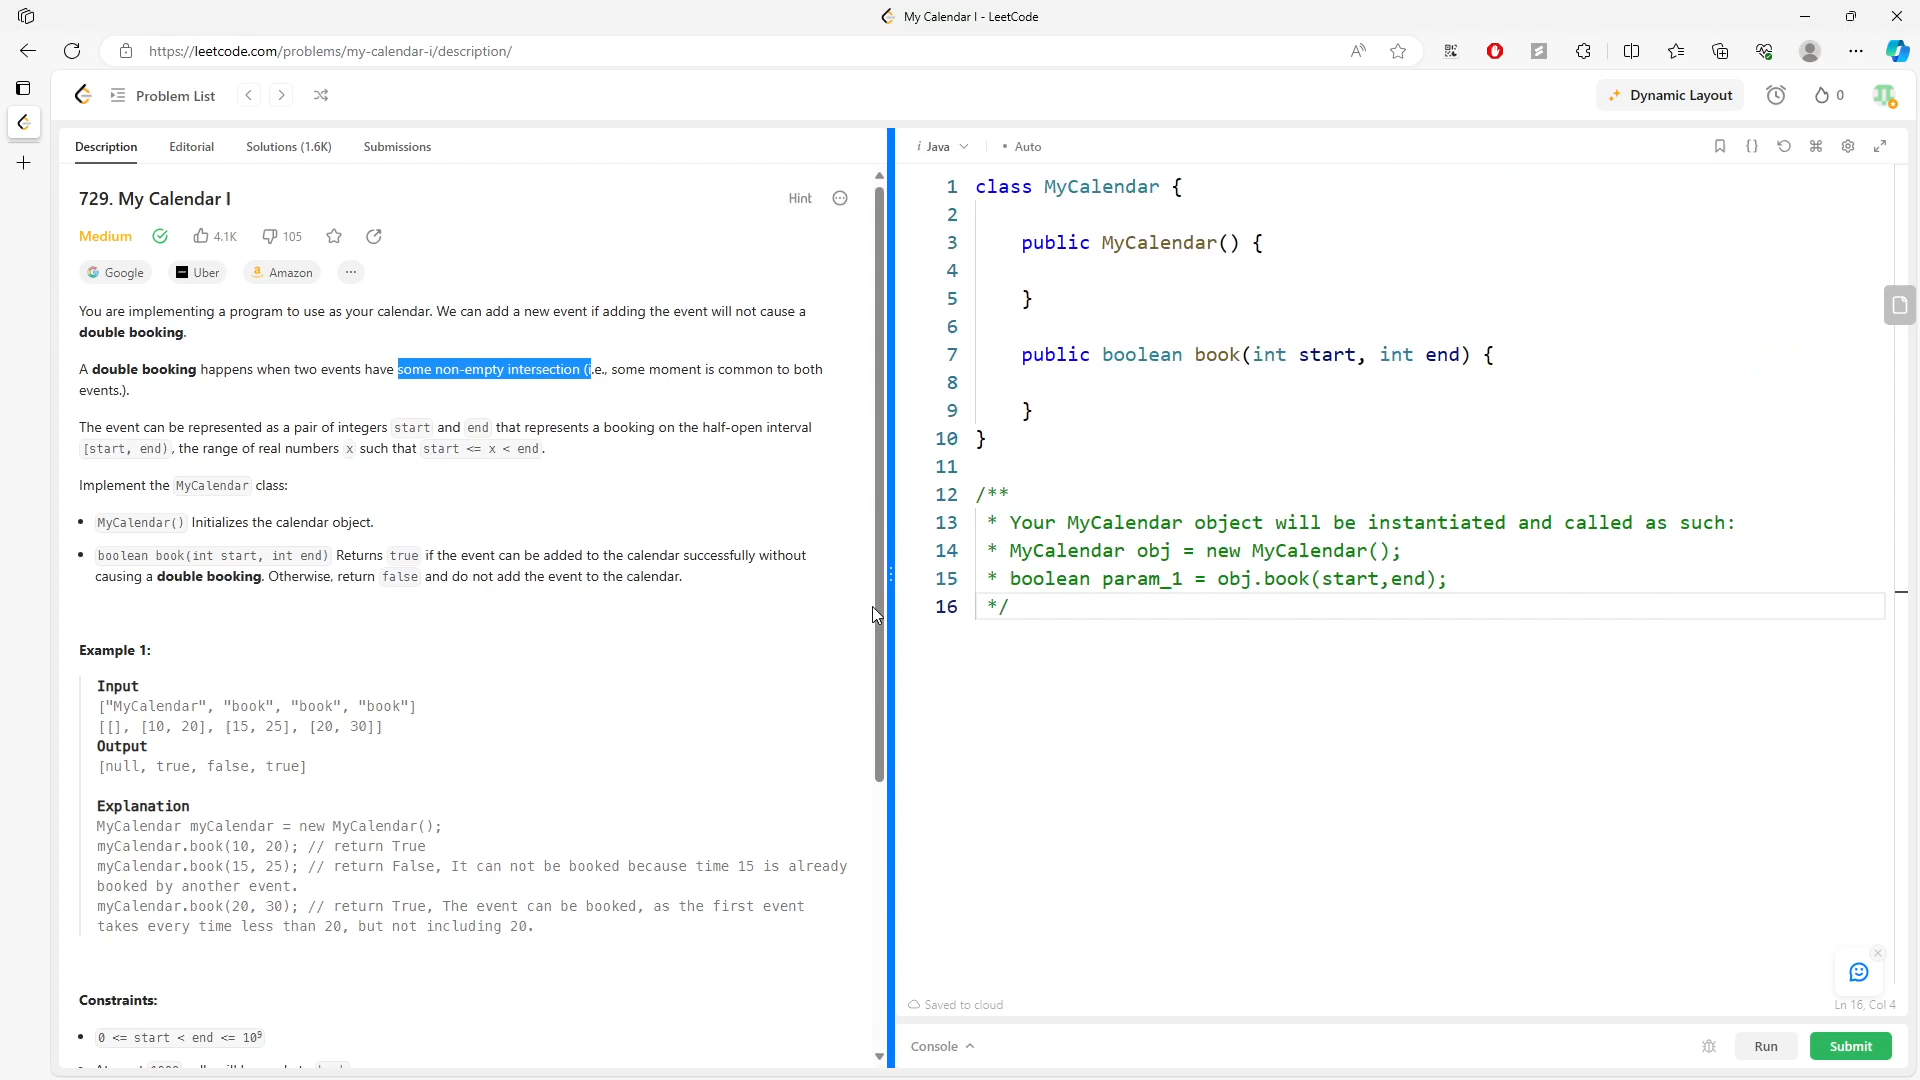 My Calendar I - LeetCode
https://leetcode.com/problems/my-calendar-i/description/
Problem List
Dynamic Layout
0
Description
Editorial
Solutions (1.6K)
Submissions
729. My Calendar I
Hint
Medium
4.1K
105
Google
Uber
Amazon
You are implementing a program to use as your calendar. We can add a new event if adding the event will not cause a
double booking.
A double booking happens when two events have some non-empty intersection (i.e., some moment is common to both
events.).
The event can be represented as a pair of integers start and end that represents a booking on the half-open interval
[start, end), the range of real numbers x such that start <= x < end.
Implement the MyCalendar class:
• MyCalendar() Initializes the calendar object.
• boolean book(int start, int end) Returns true if the event can be added to the calendar successfully without
causing a double booking. Otherwise, return false and do not add the event to the calendar.
Example 1:
Input
["MyCalendar", "book", "book", "book"]
[[], [10, 20], [15, 25], [20, 30]]
Output
[null, true, false, true]
Explanation
MyCalendar myCalendar = new MyCalendar();
myCalendar.book(10, 20); // return True
myCalendar.book(15, 25); // return False, It can not be booked because time 15 is already
booked by another event.
myCalendar.book(20, 30); // return True, The event can be booked, as the first event
takes every time less than 20, but not including 20.
Constraints:
• 0 <= start < end <= 10⁹
i Java
• Auto
1 class MyCalendar {
2
3 public MyCalendar() {
4
5 }
6
7 public boolean book(int start, int end) {
8
9 }
10 }
11
12 /**
13 * Your MyCalendar object will be instantiated and called as such:
14 * MyCalendar obj = new MyCalendar();
15 * boolean param_1 = obj.book(start,end);
16 */
Saved to cloud
Ln 16, Col 4
Console
Run
Submit